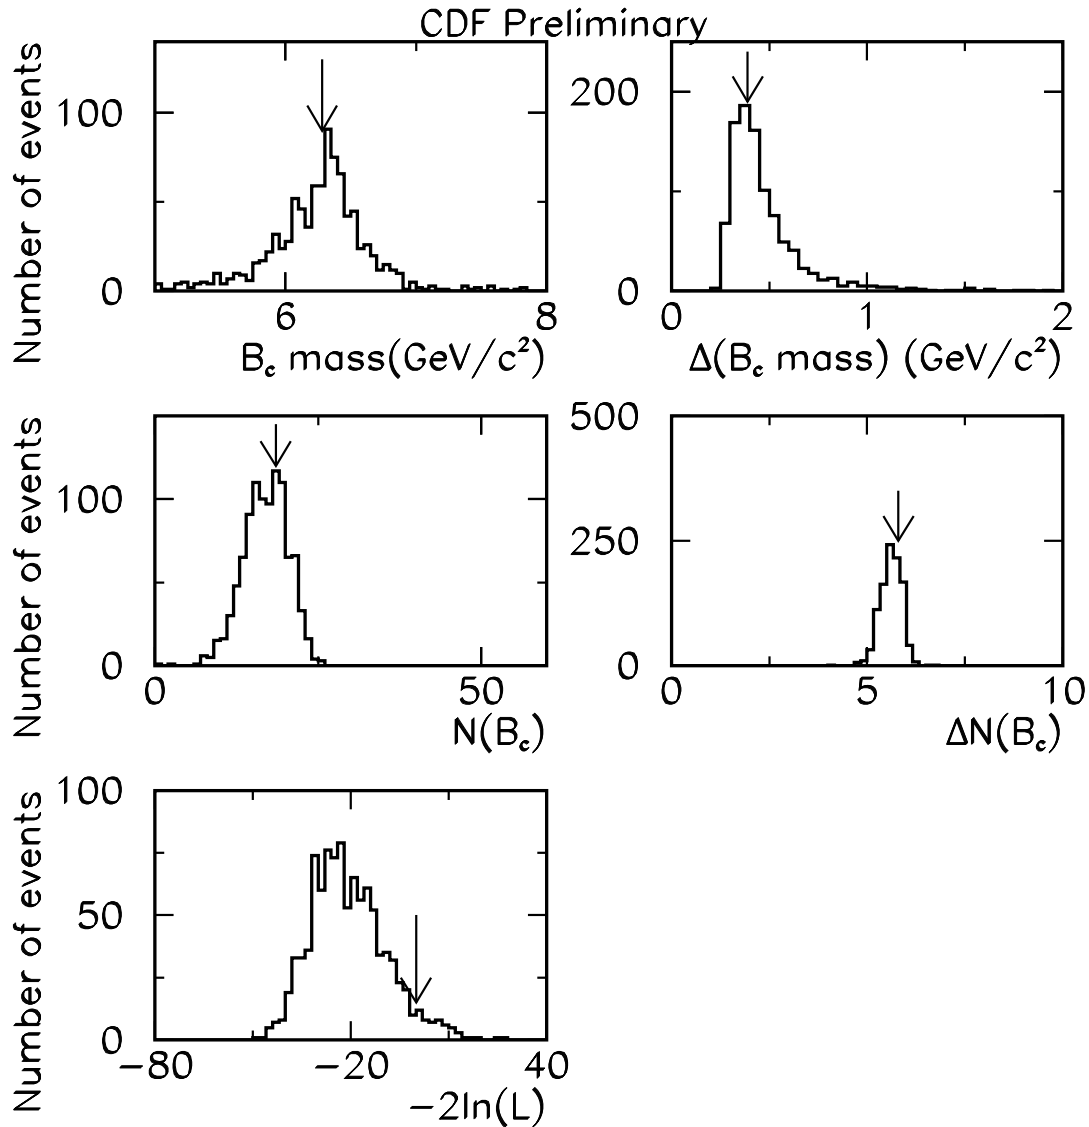 CDF Preliminary
Number of events
100
0
6
8
B_c mass(GeV/c²)
200
0
0
1
2
Δ(B_c mass) (GeV/c²)
Number of events
100
0
0
50
N(B_c)
500
250
0
0
5
10
ΔN(B_c)
Number of events
100
50
0
−80
−20
40
−2ln(L)